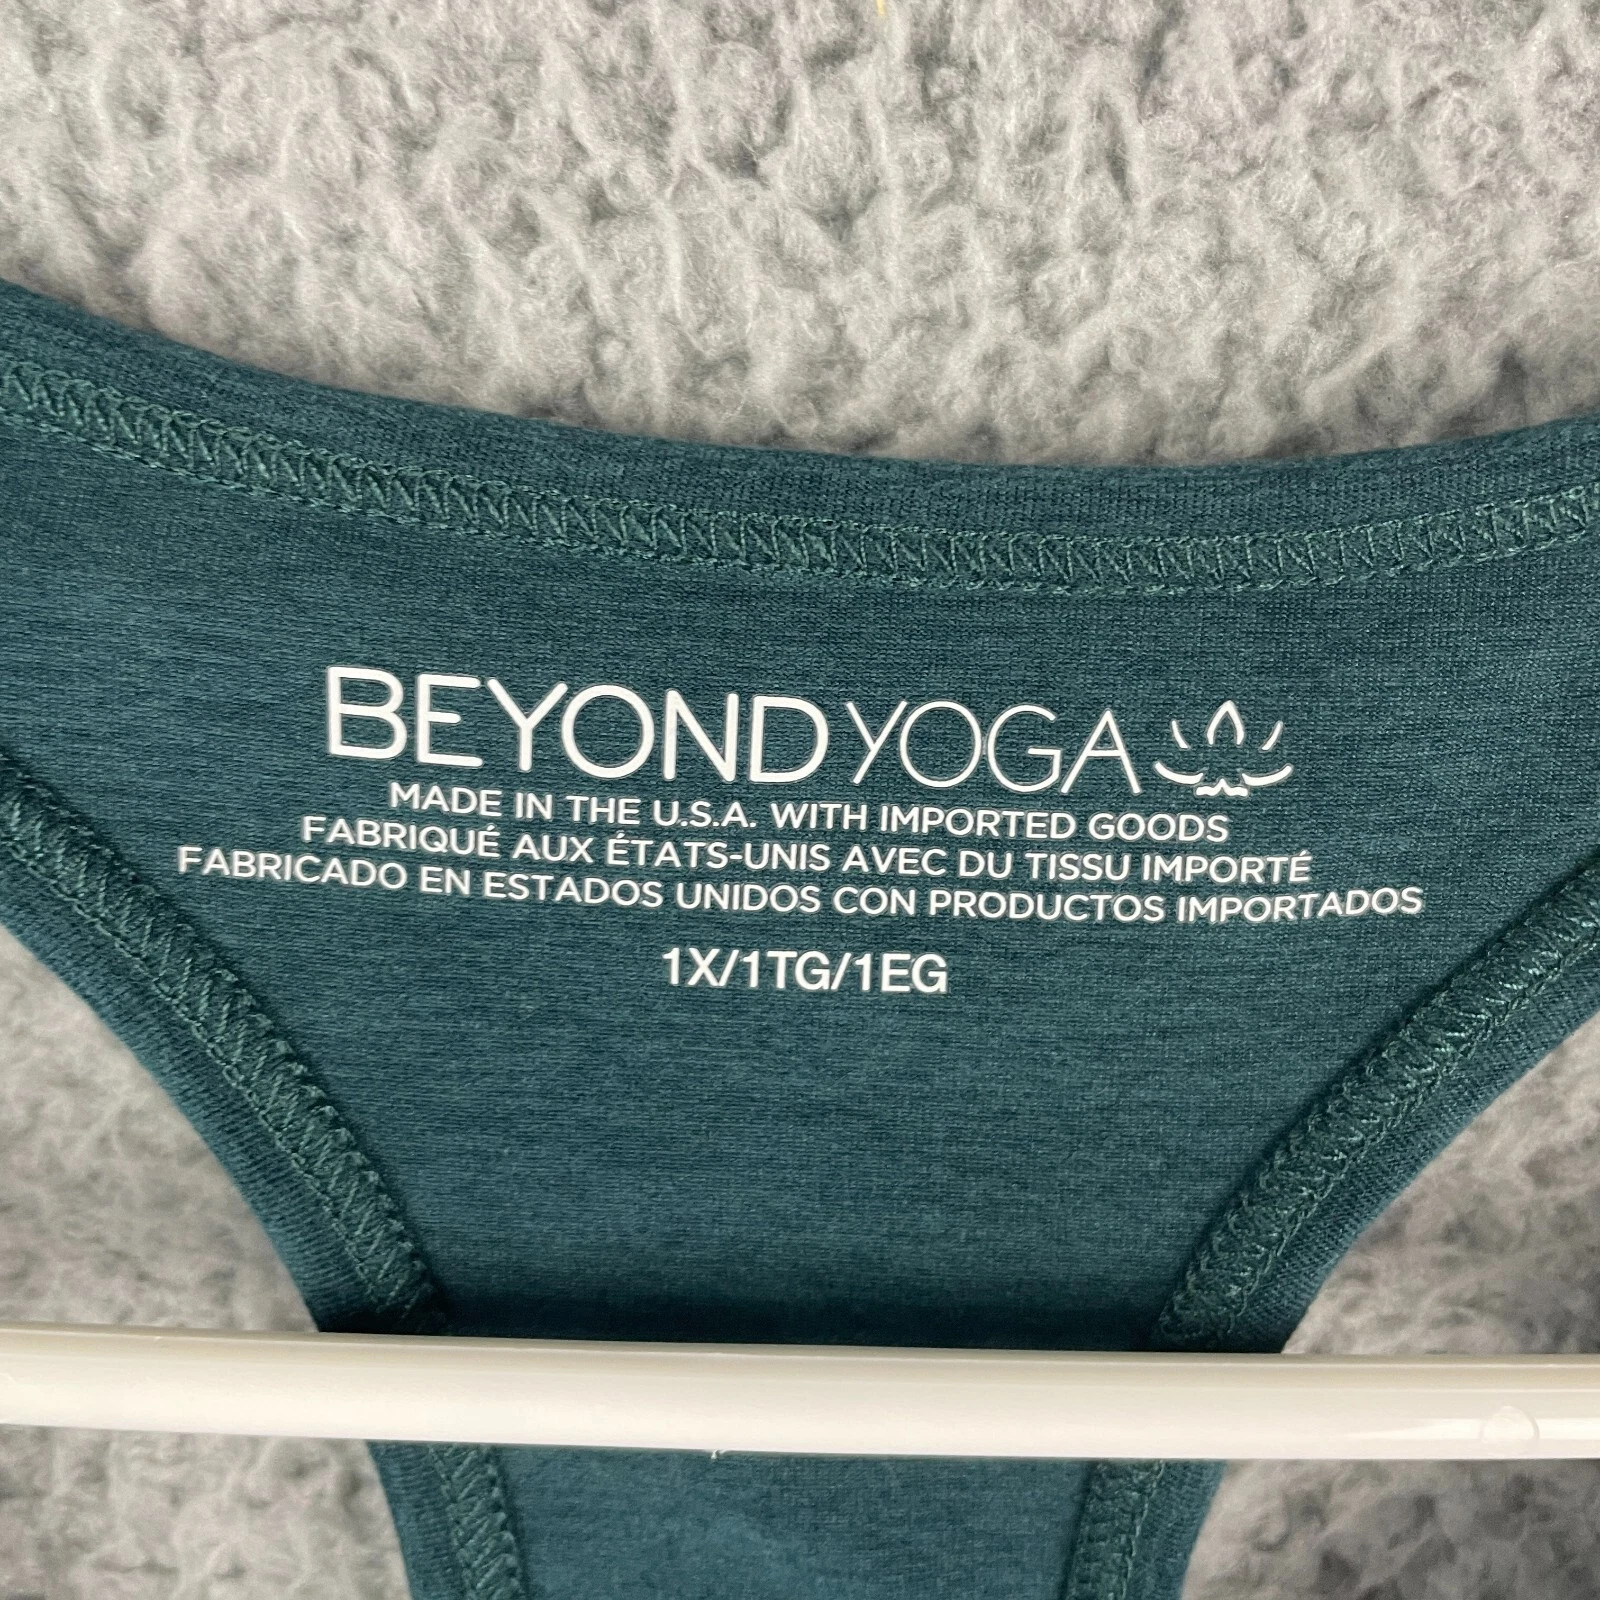 BEYOND YOGA
MADE IN THE U.S.A. WITH IMPORTED GOODS
FABRIQUÉ AUX ÉTATS-UNIS AVEC DU TISSU IMPORTÉ
FABRICADO EN ESTADOS UNIDOS CON PRODUCTOS IMPORTADOS
1X/1TG/1EG